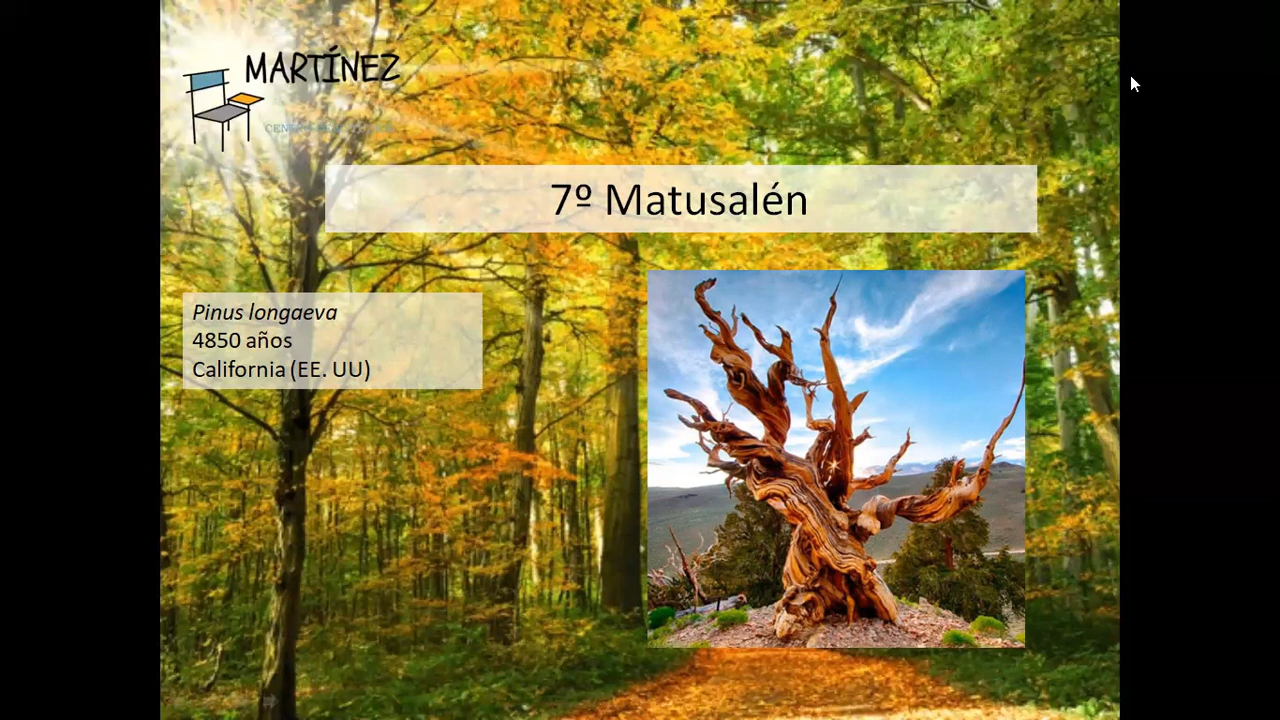 MARTÍNEZ
7º Matusalén
Pinus longaeva
4850 años
California (EE. UU)